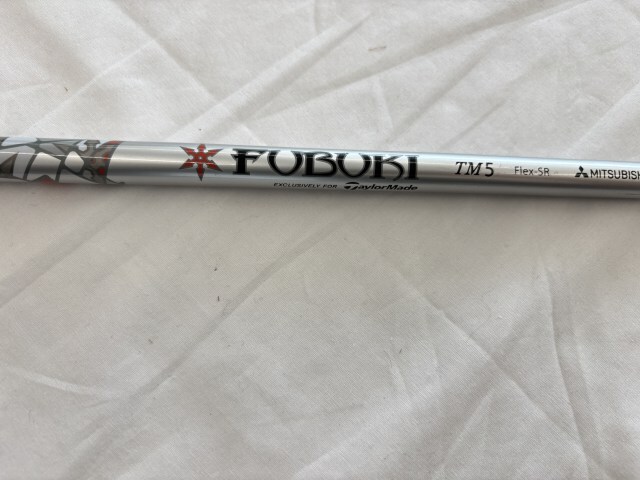 FUBUKI TM5 Flex-SR MITSUBISH
EXCLUSIVELY FOR TaylorMade